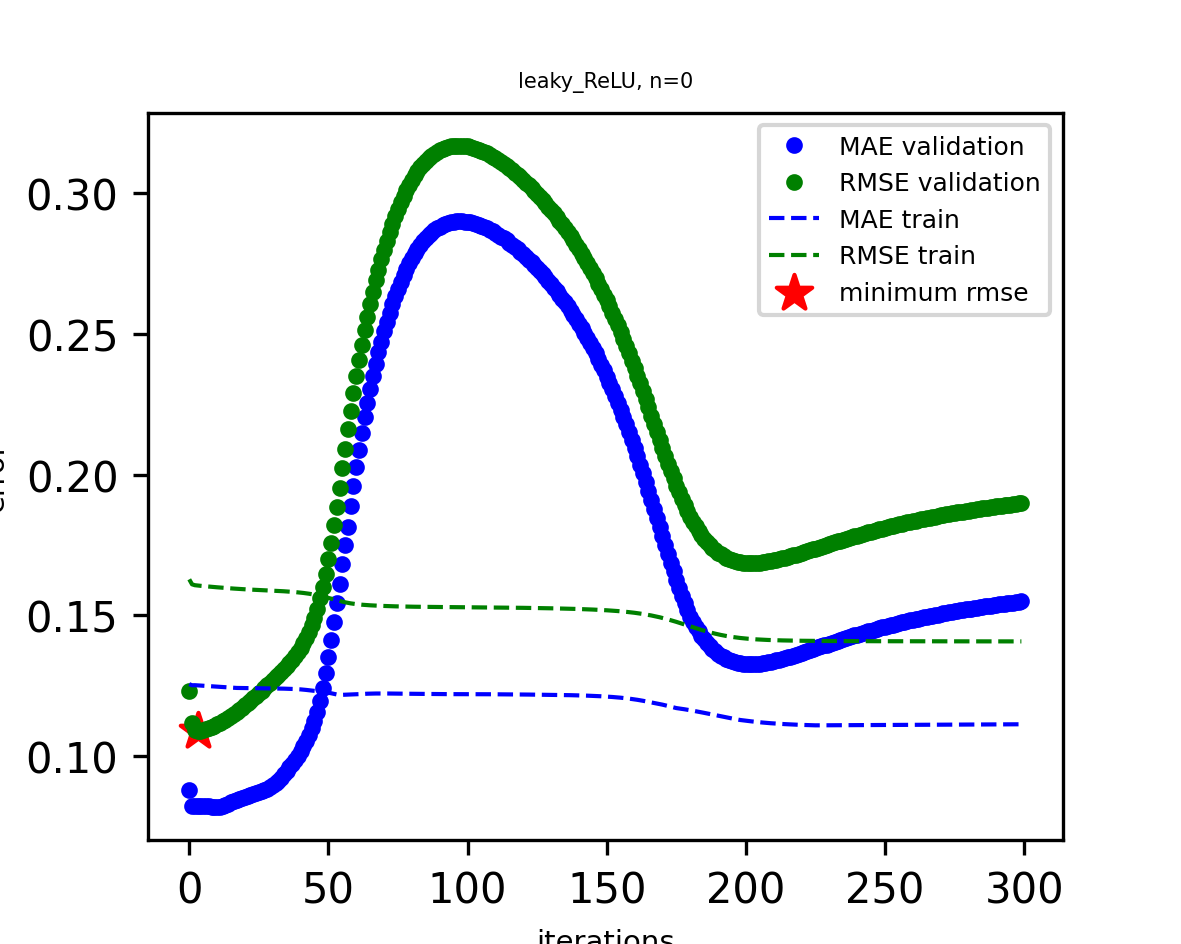 leaky_ReLU, n=0
MAE validation
RMSE validation
MAE train
RMSE train
minimum rmse
0.30
0.25
0.20
0.15
0.10
0 50 100 150 200 250 300
iterations